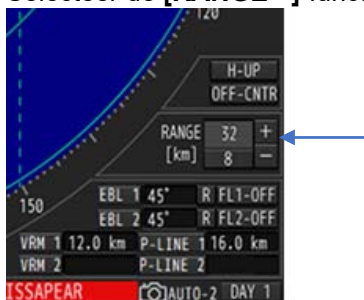 120
H-UP
OFF-CNTR
RANGE 32 +
[km] 8 -
150
EBL 1 45° R FL1-OFF
EBL 2 45° R FL2-OFF
VRM 1 12.0 km P-LINE 1 16.0 km
VRM 2 P-LINE 2
ISSAPEAR AUTO-2 DAY 1